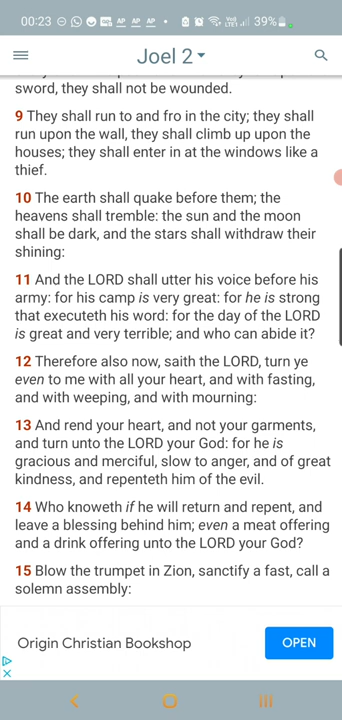 00:23
AP AP AP
39%
Joel 2
sword, they shall not be wounded.
9 They shall run to and fro in the city; they shall
run upon the wall, they shall climb up upon the
houses; they shall enter in at the windows like a
thief.
10 The earth shall quake before them; the
heavens shall tremble: the sun and the moon
shall be dark, and the stars shall withdraw their
shining:
11 And the LORD shall utter his voice before his
army: for his camp is very great: for he is strong
that executeth his word: for the day of the LORD
is great and very terrible; and who can abide it?
12 Therefore also now, saith the LORD, turn ye
even to me with all your heart, and with fasting,
and with weeping, and with mourning:
13 And rend your heart, and not your garments,
and turn unto the LORD your God: for he is
gracious and merciful, slow to anger, and of great
kindness, and repenteth him of the evil.
14 Who knoweth if he will return and repent, and
leave a blessing behind him; even a meat offering
and a drink offering unto the LORD your God?
15 Blow the trumpet in Zion, sanctify a fast, call a
solemn assembly:
Origin Christian Bookshop
OPEN